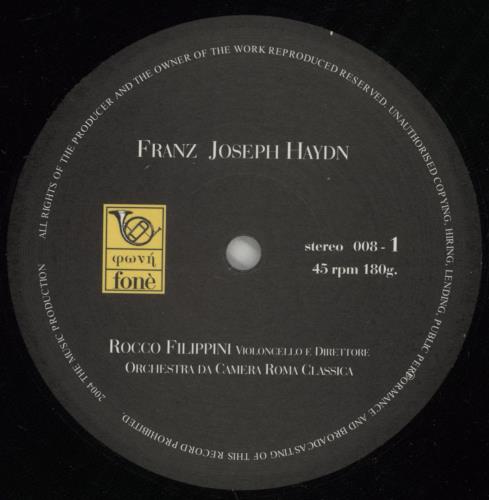 ALL RIGHTS OF THE PRODUCER AND THE OWNER OF THE WORK REPRODUCED RESERVED. UNAUTHORISED COPYING, HIRING, LENDING, PUBLIC PERFORMANCE AND BROADCASTING OF THIS RECORD PROHIBITED.
2004 THE MUSIC PRODUCTION
FRANZ JOSEPH HAYDN
φωνή
fonè
stereo 008 - 1
45 rpm 180g.
ROCCO FILIPPINI VIOLONCELLO E DIRETTORE
ORCHESTRA DA CAMERA ROMA CLASSICA